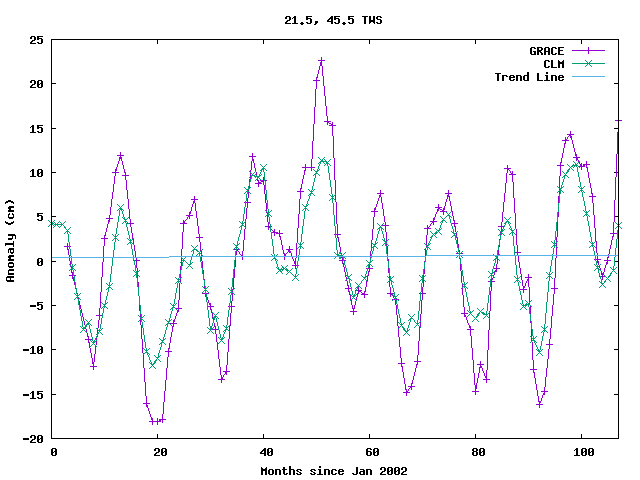 21.5, 45.5 TWS
GRACE
CLM
Trend Line
25
20
15
10
5
0
-5
-10
-15
-20
Anomaly (cm)
0 20 40 60 80 100
Months since Jan 2002